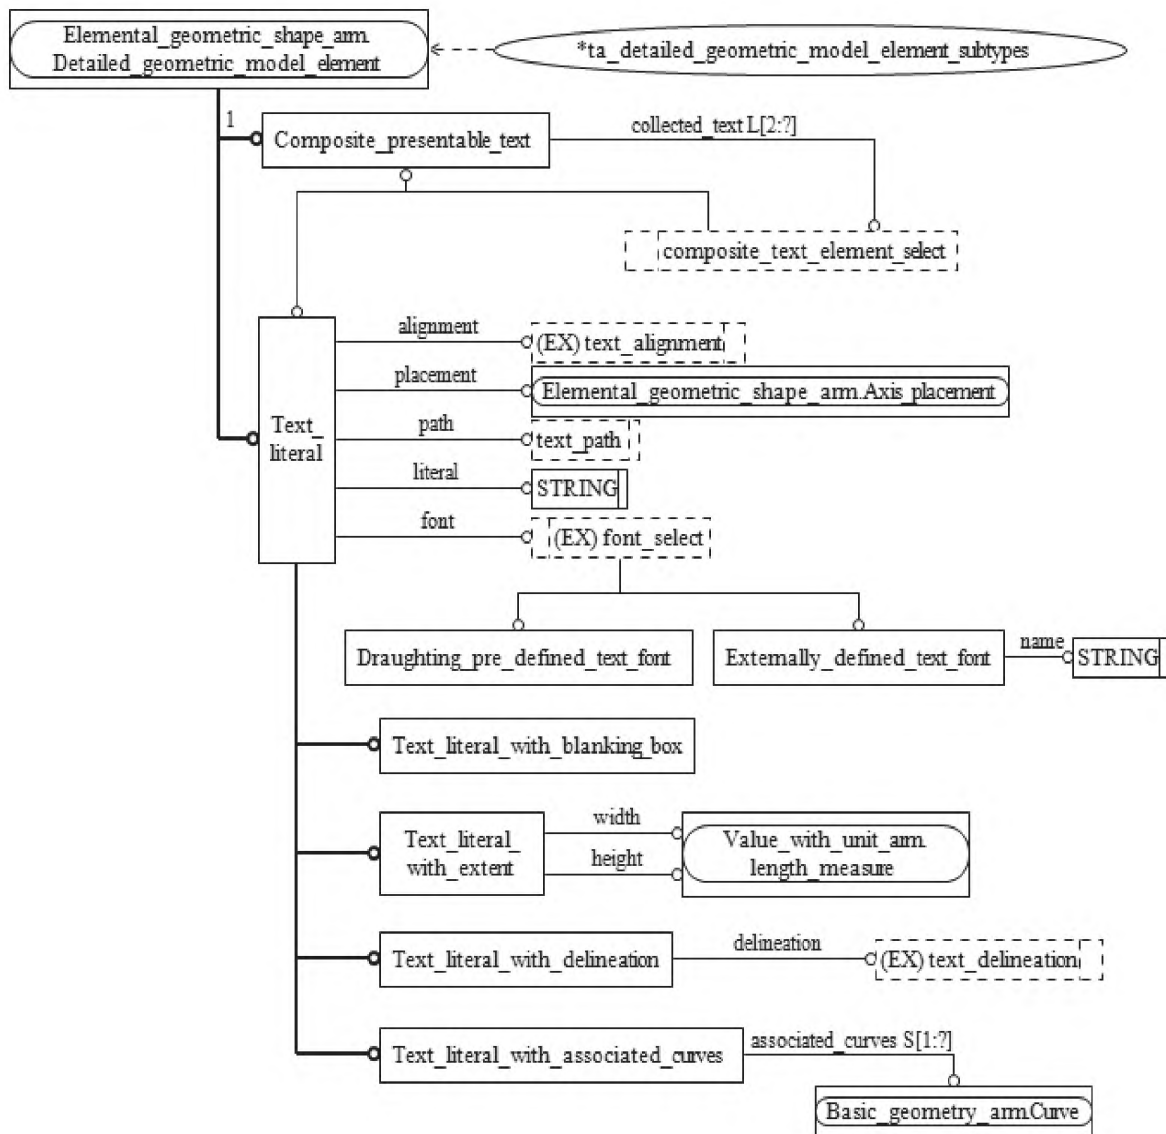 Elemental_geometric_shape_arm.
Detailed_geometric_model_element
*ta_detailed_geometric_model_element_subtypes
1
Composite_presentable_text
collected_text L[2:?]
composite_text_element_select
Text_
literal
alignment
(EX) text_alignment
placement
Elemental_geometric_shape_arm.Axis_placement
path
text_path
literal
STRING
font
(EX) font_select
Draughting_pre_defined_text_font
Externally_defined_text_font
name
STRING
Text_literal_with_blanking_box
Text_literal_
with_extent
width
height
Value_with_unit_arm.
length_measure
Text_literal_with_delineation
delineation
(EX) text_delineation
Text_literal_with_associated_curves
associated_curves S[1:?]
Basic_geometry_arm.Curve